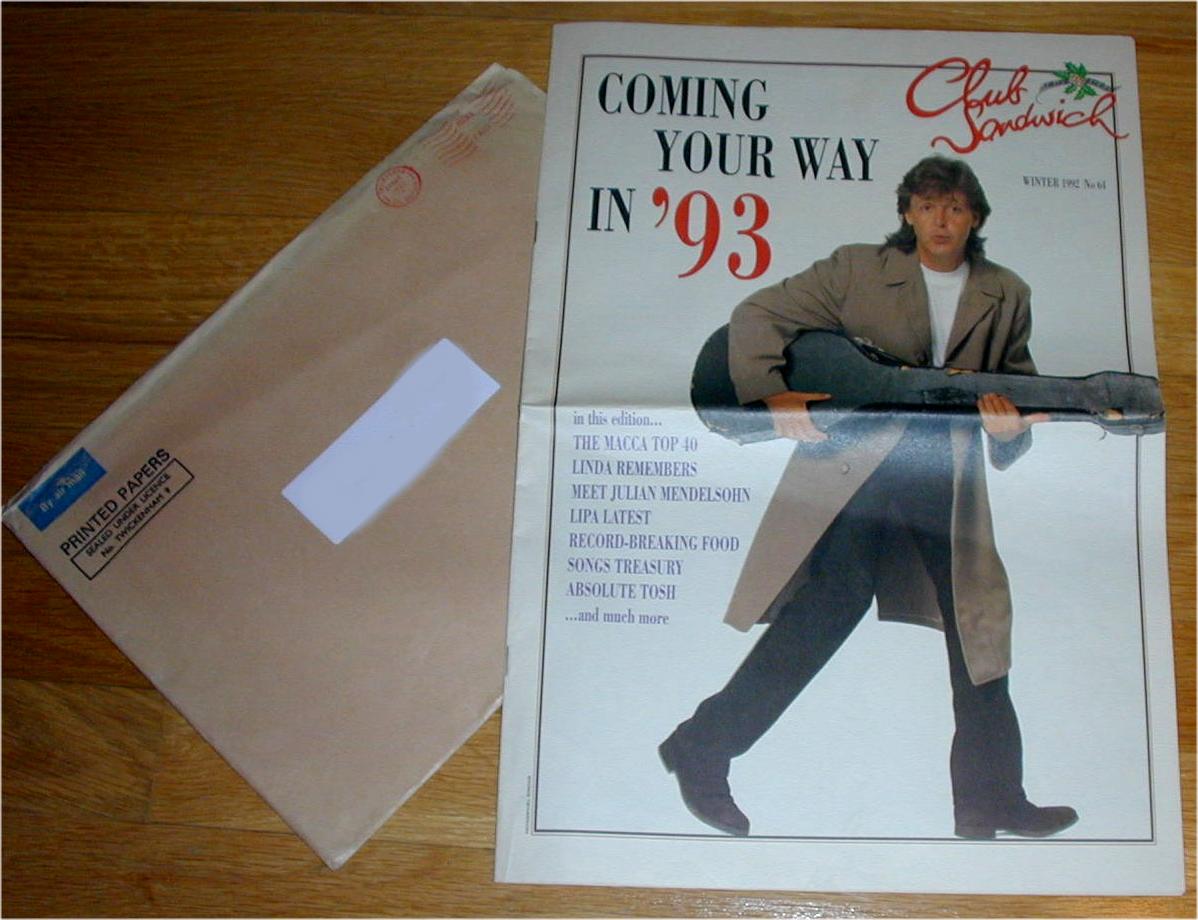 COMING
YOUR WAY
IN ’93
Club
Sandwich
WINTER 1992 No 64
in this edition...
THE MACCA TOP 40
LINDA REMEMBERS
MEET JULIAN MENDELSOHN
LIPA LATEST
RECORD-BREAKING FOOD
SONGS TREASURY
ABSOLUTE TOSH
...and much more
By air mail
PRINTED PAPERS
SEALED UNDER LICENCE
No. TWICKENHAM 9